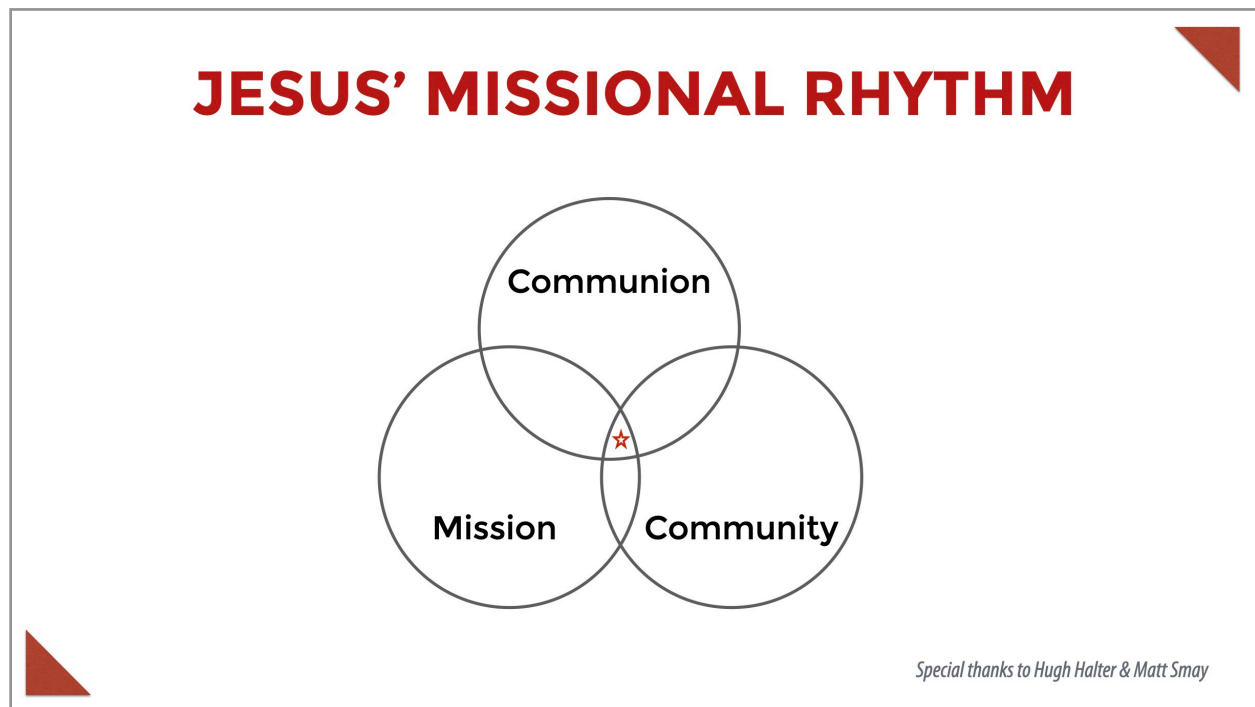 JESUS’ MISSIONAL RHYTHM
Communion
Mission
Community
Special thanks to Hugh Halter & Matt Smay